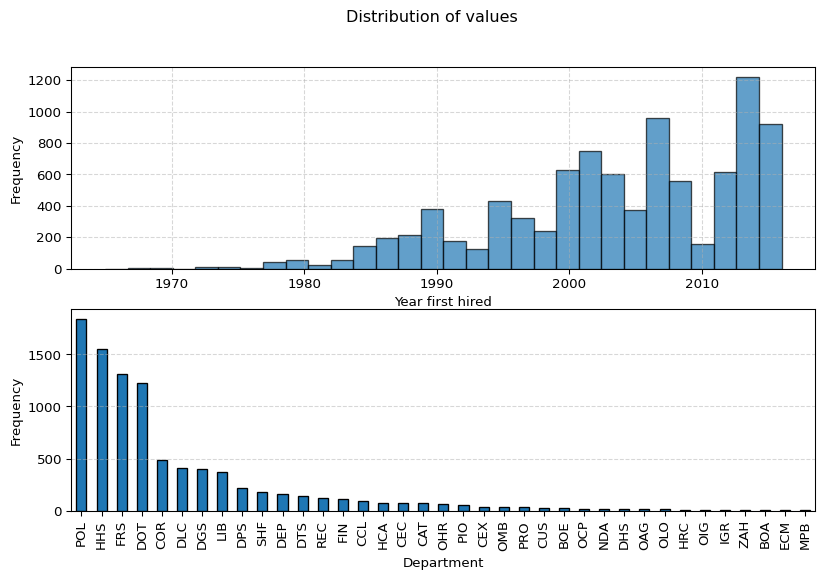 Distribution of values
1200
1000
800
600
400
200
0
Frequency
1970 1980 1990 2000 2010
Year first hired
1500
1000
500
0
Frequency
POL HHS FRS DOT COR DLC DGS LIB DPS SHF DEP DTS REC FIN CCL HCA CEC CAT OHR PIO CEX OMB PRO CUS BOE OCP NDA DHS OAG OLO HRC OIG IGR ZAH BOA ECM MPB
Department